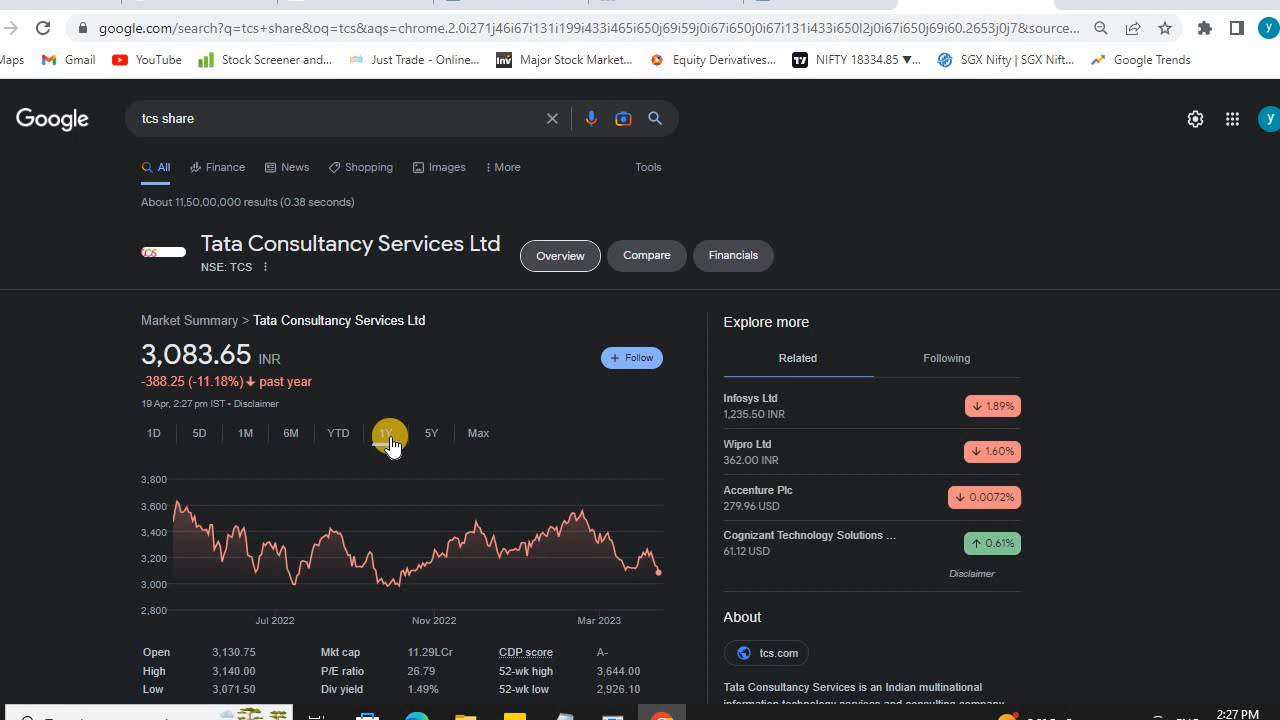 google.com/search?q=tcs+share&oq=tcs&aqs=chrome.2.0i271j46i67i131i199i433i465i650j69i59j0i67i650j0i67i131i433i650l2j0i67i650j69i60.2653j0j7&source...
Maps Gmail YouTube Stock Screener and... Just Trade - Online... Major Stock Market... Equity Derivatives... NIFTY 18334.85 ▼... SGX Nifty | SGX Nift... Google Trends
Google tcs share
y
All Finance News Shopping Images More Tools
About 11,50,00,000 results (0.38 seconds)
tcs Tata Consultancy Services Ltd
NSE: TCS
Overview Compare Financials
Market Summary > Tata Consultancy Services Ltd
3,083.65 INR
+ Follow
-388.25 (-11.18%) ↓ past year
19 Apr, 2:27 pm IST • Disclaimer
1D 5D 1M 6M YTD 1Y 5Y Max
3,800
3,600
3,400
3,200
3,000
2,800
Jul 2022 Nov 2022 Mar 2023
Open 3,130.75 Mkt cap 11.29LCr CDP score A-
High 3,140.00 P/E ratio 26.79 52-wk high 3,644.00
Low 3,071.50 Div yield 1.49% 52-wk low 2,926.10
Explore more
Related Following
Infosys Ltd
1,235.50 INR ↓ 1.89%
Wipro Ltd
362.00 INR ↓ 1.60%
Accenture Plc
279.96 USD ↓ 0.0072%
Cognizant Technology Solutions ...
61.12 USD ↑ 0.61%
Disclaimer
About
tcs.com
Tata Consultancy Services is an Indian multinational
information technology services and consulting company
2:27 PM